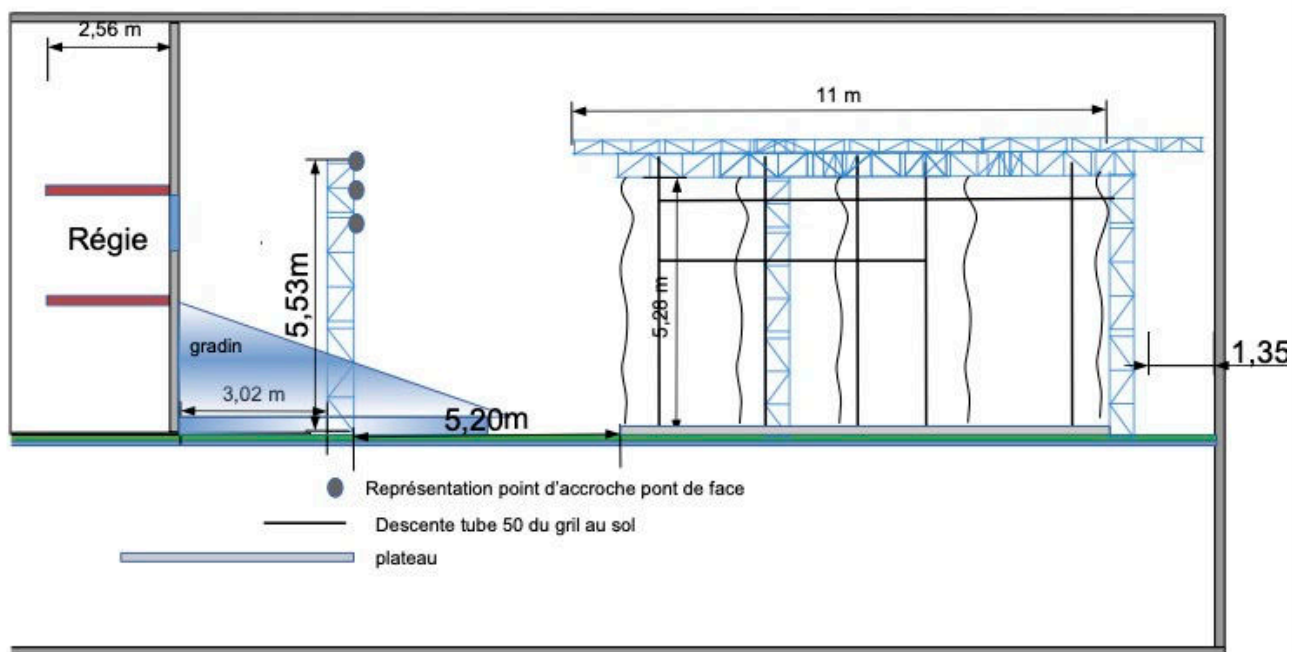 2,56 m
11 m
Régie
5,53m
5,28 m
gradin
1,35
3,02 m
5,20m
Représentation point d'accroche pont de face
Descente tube 50 du gril au sol
plateau